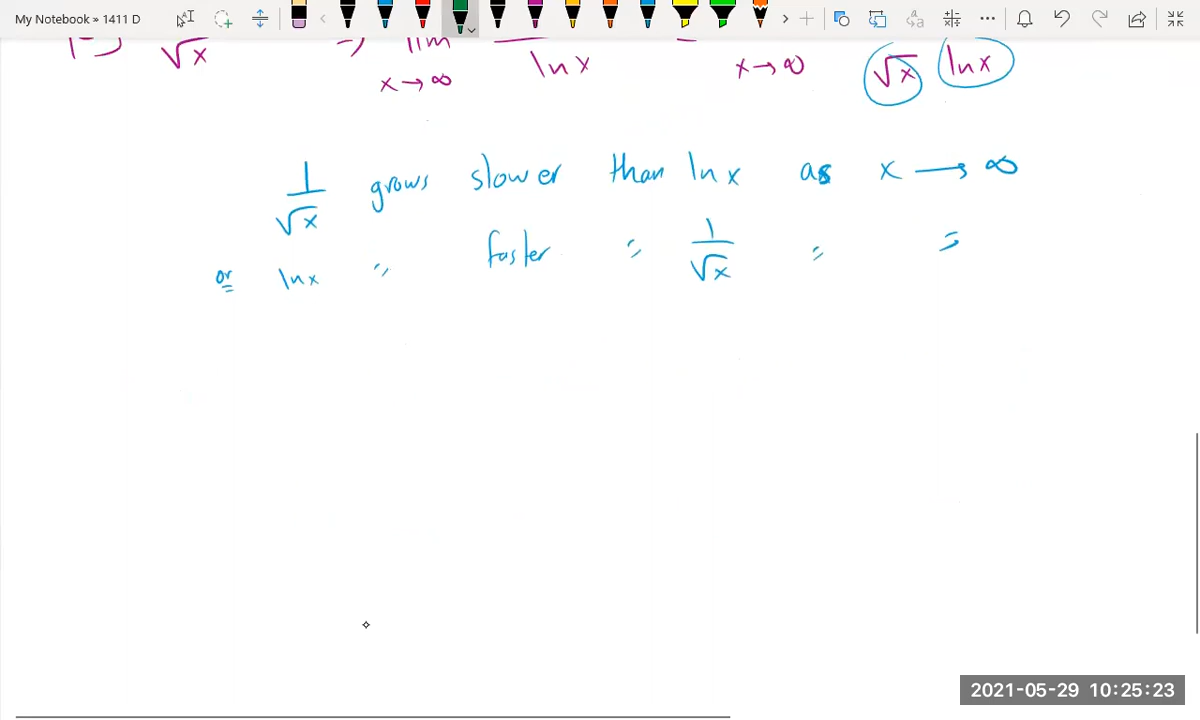 My Notebook » 1411 D
√x ⇒ lim x→∞ ln x = x→∞ √x ln x
1/√x grows slower than ln x as x → ∞
or ln x " faster " 1/√x " "
2021-05-29 10:25:23